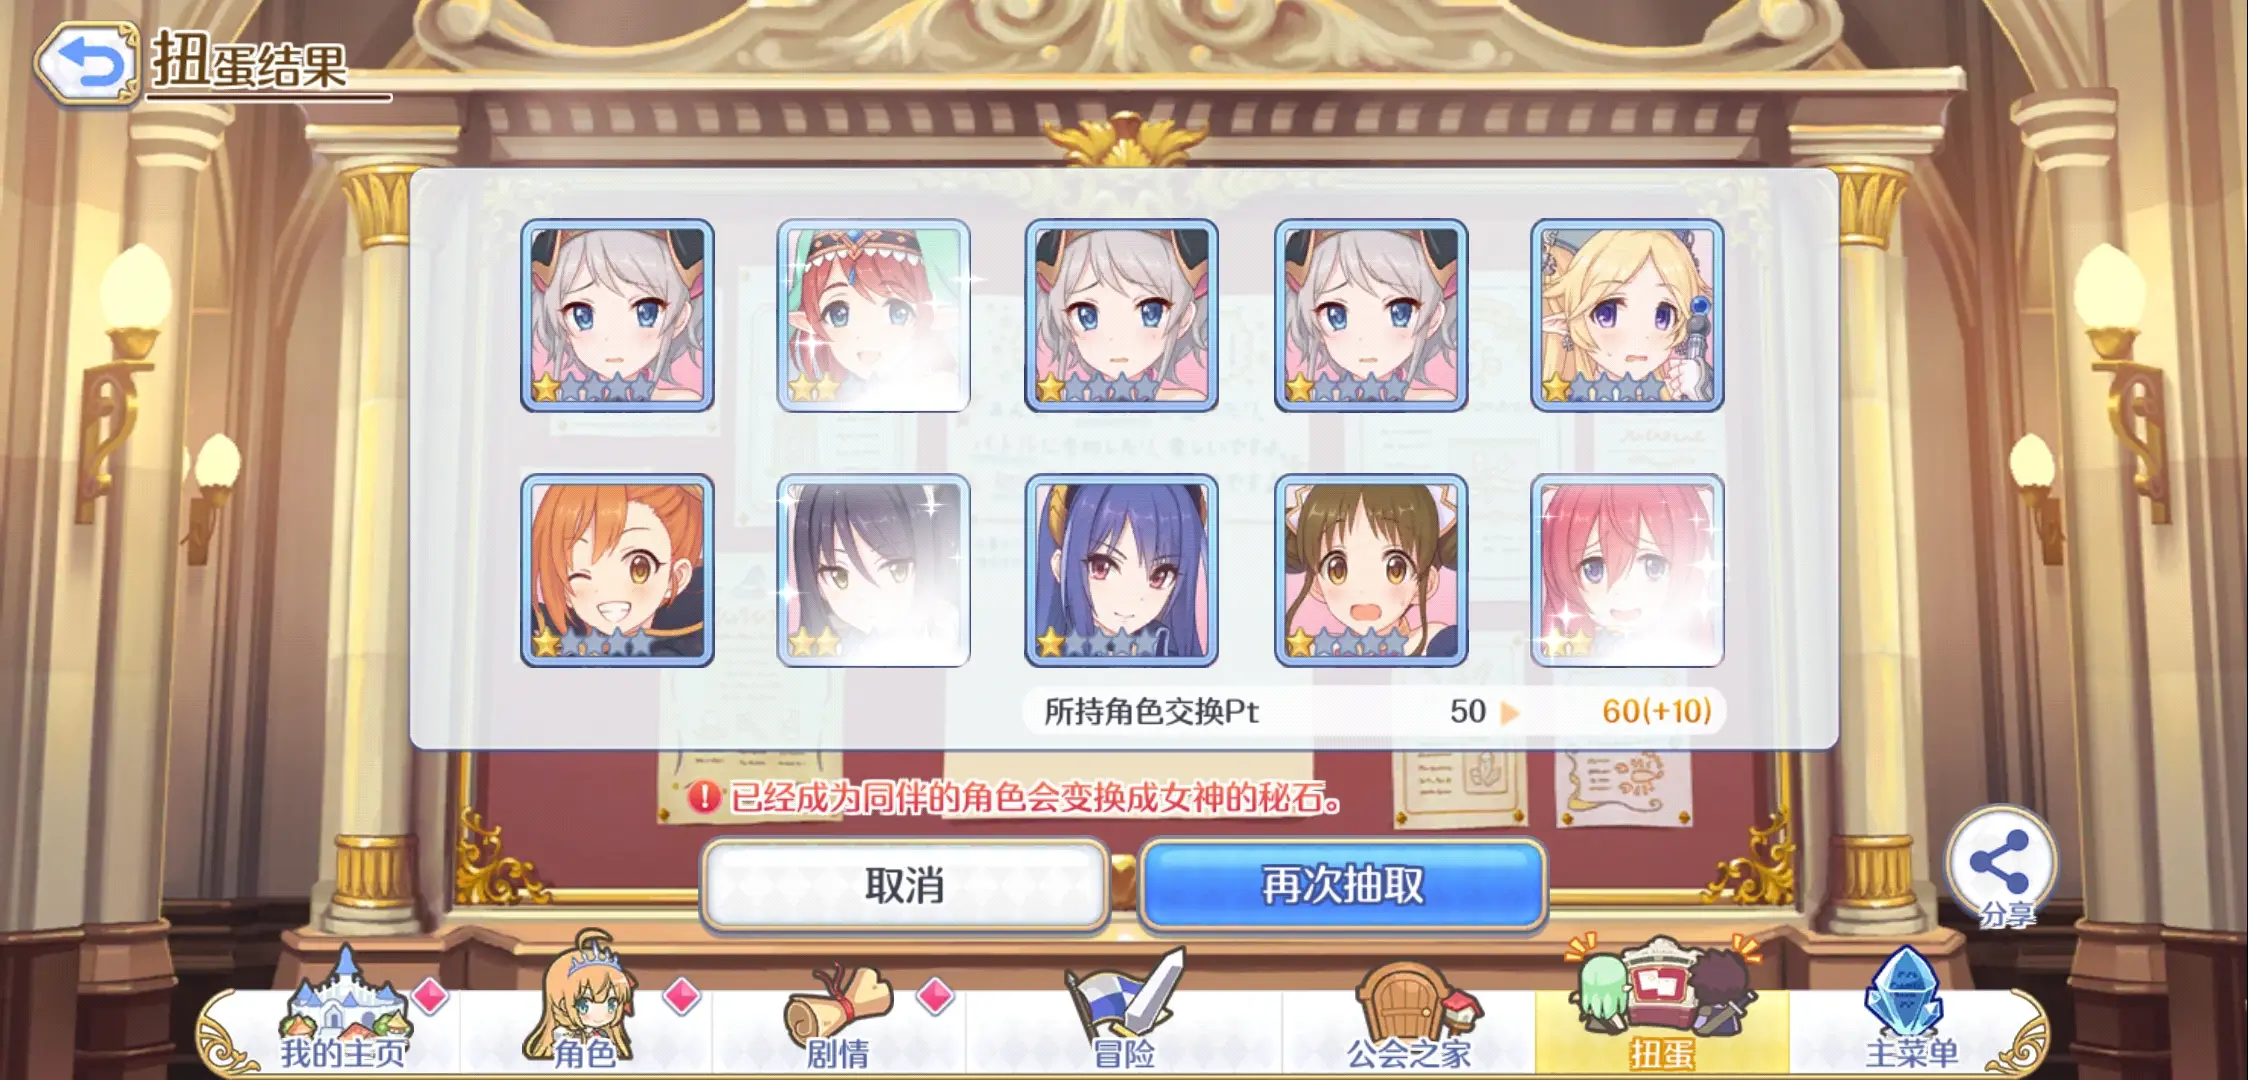 扭蛋结果
所持角色交换Pt 50 60(+10)
已经成为同伴的角色会变换成女神的秘石。
取消
再次抽取
分享
我的主页
角色
剧情
冒险
公会之家
扭蛋
主菜单